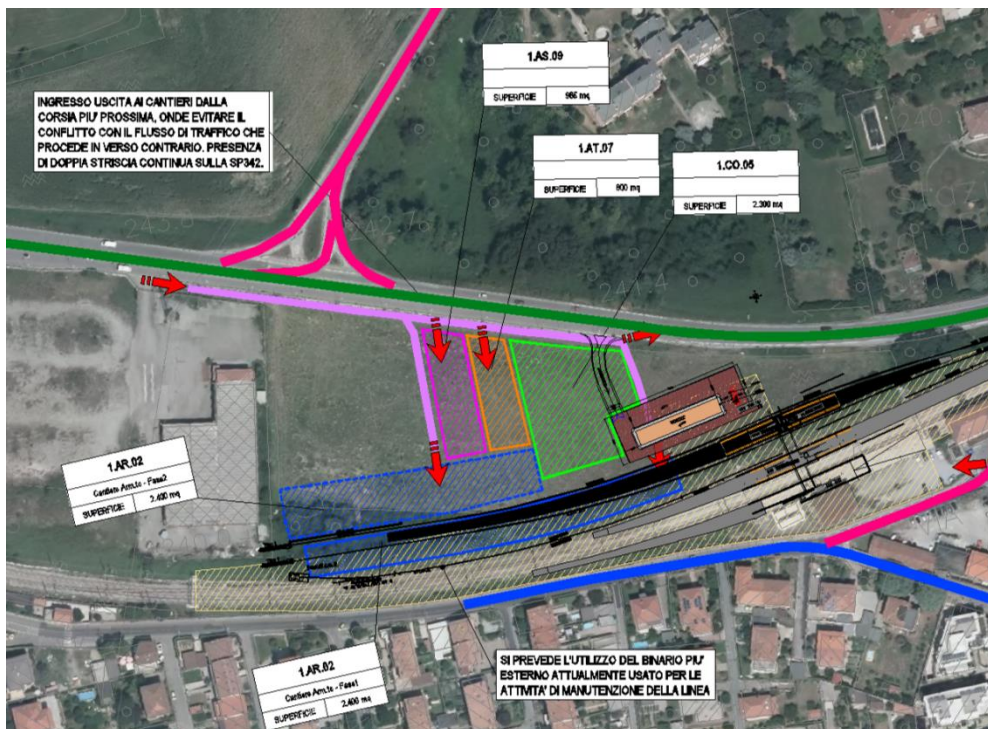 1.AS.09
SUPERFICIE 986 mq
INGRESSO USCITA AI CANTIERI DALLA
CORSIA PIU' PROSSIMA, ONDE EVITARE IL
CONFLITTO CON IL FLUSSO DI TRAFFICO CHE
PROCEDE IN VERSO CONTRARIO. PRESENZA
DI DOPPIA STRISCIA CONTINUA SULLA SP342.
1.AT.07
SUPERFICIE 800 mq
1.CO.05
SUPERFICIE 2.300 mq
1.AR.02
Cantiere Arm.to - Fase2
SUPERFICIE 2.400 mq
1.AR.02
Cantiere Arm.to - Fase1
SUPERFICIE 2.400 mq
SI PREVEDE L'UTILIZZO DEL BINARIO PIU'
ESTERNO ATTUALMENTE USATO PER LE
ATTIVITA' DI MANUTENZIONE DELLA LINEA